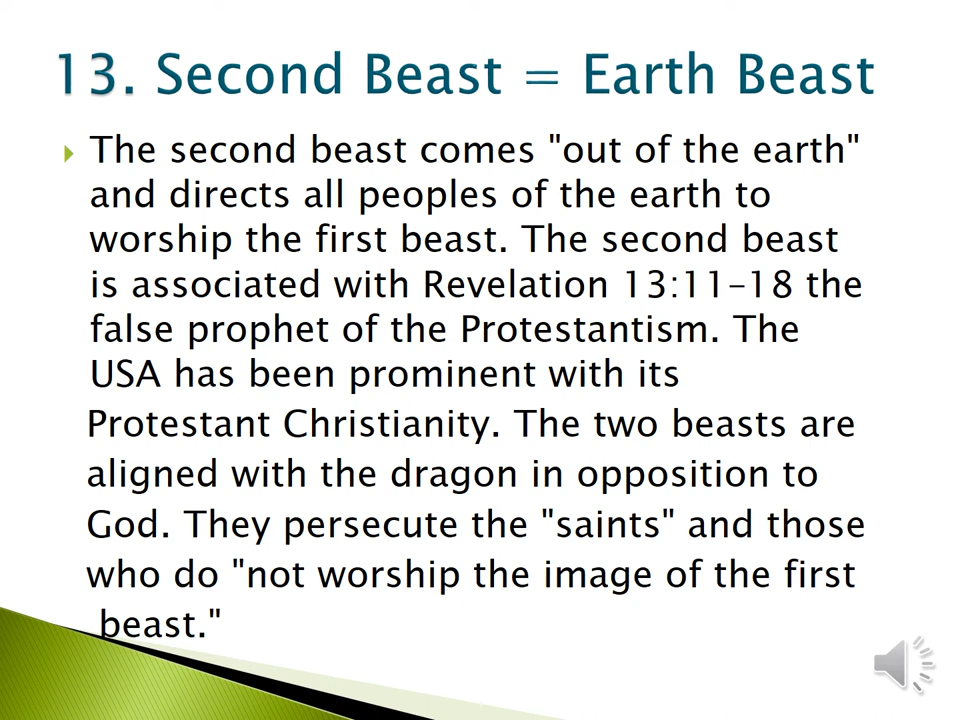 13. Second Beast = Earth Beast
The second beast comes "out of the earth"
and directs all peoples of the earth to
worship the first beast. The second beast
is associated with Revelation 13:11–18 the
false prophet of the Protestantism. The
USA has been prominent with its
Protestant Christianity. The two beasts are
aligned with the dragon in opposition to
God. They persecute the "saints" and those
who do "not worship the image of the first
beast."